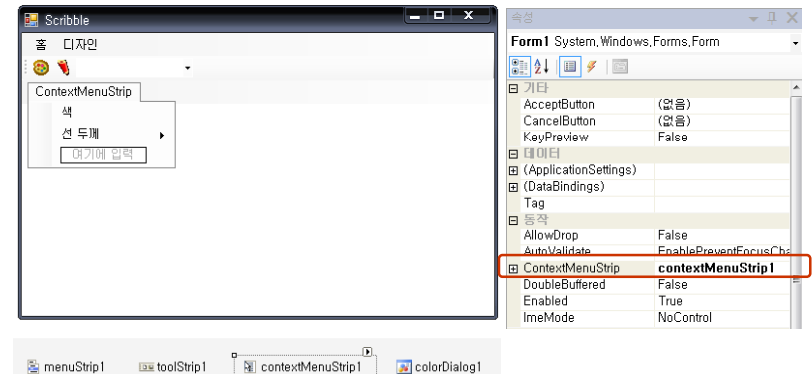 Scribble
홈 디자인
ContextMenuStrip
색
선 두께
여기에 입력
속성
Form1 System.Windows.Forms.Form
기타
AcceptButton (없음)
CancelButton (없음)
KeyPreview False
데이터
(ApplicationSettings)
(DataBindings)
Tag
동작
AllowDrop False
AutoValidate EnablePreventFocusCha
ContextMenuStrip contextMenuStrip1
DoubleBuffered False
Enabled True
ImeMode NoControl
menuStrip1 toolStrip1 contextMenuStrip1 colorDialog1